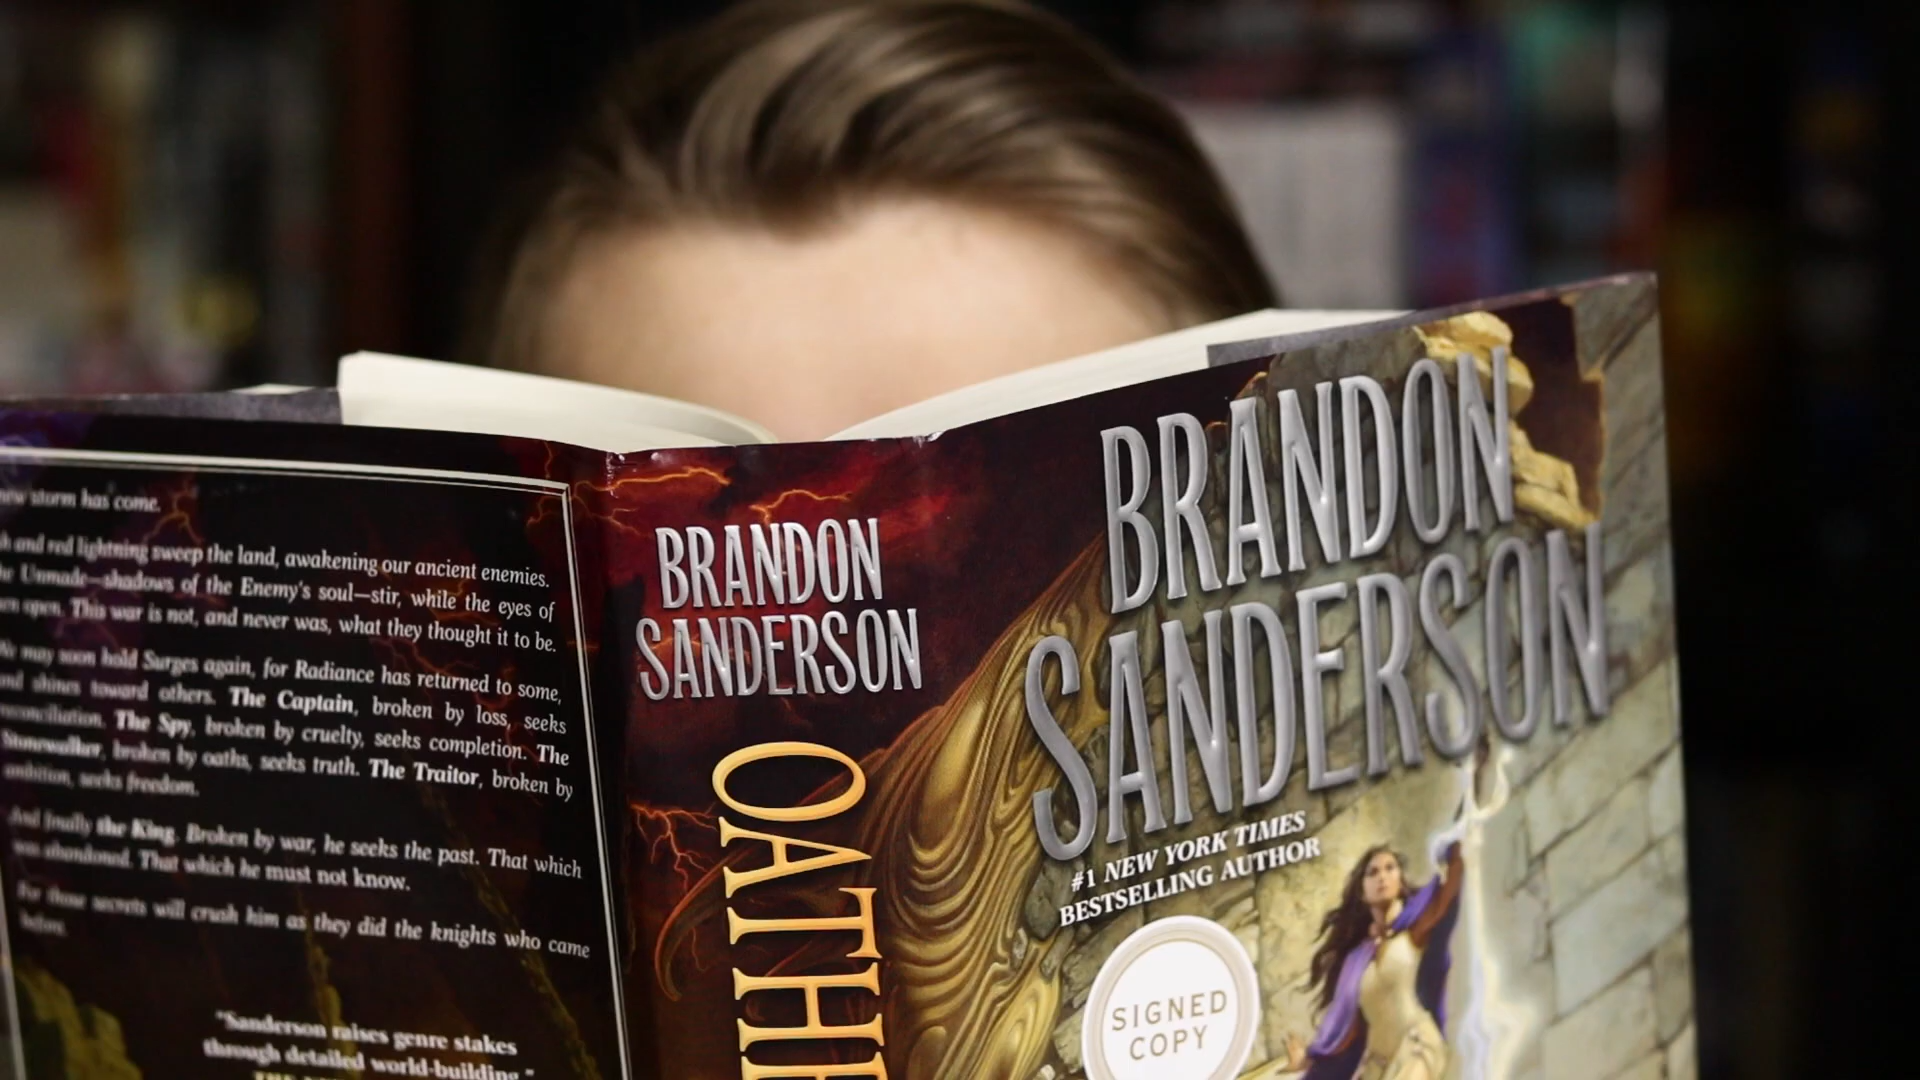 new storm has come.
and red lightning sweep the land, awakening our ancient enemies.
Unmade—shadows of the Enemy's soul—stir, while the eyes of
open. This war is not, and never was, what they thought it to be.
We may soon hold Surges again, for Radiance has returned to some,
and shines toward others. The Captain, broken by loss, seeks
reconciliation. The Spy, broken by cruelty, seeks completion. The
Stonewalker, broken by oaths, seeks truth. The Traitor, broken by
ambition, seeks freedom.
And finally the King. Broken by war, he seeks the past. That which
was abandoned. That which he must not know.
For those secrets will crush him as they did the knights who came
before.
"Sanderson raises genre stakes
through detailed world-building."
BRANDON
SANDERSON
OATH
BRANDON
SANDERSON
#1 NEW YORK TIMES
BESTSELLING AUTHOR
SIGNED
COPY